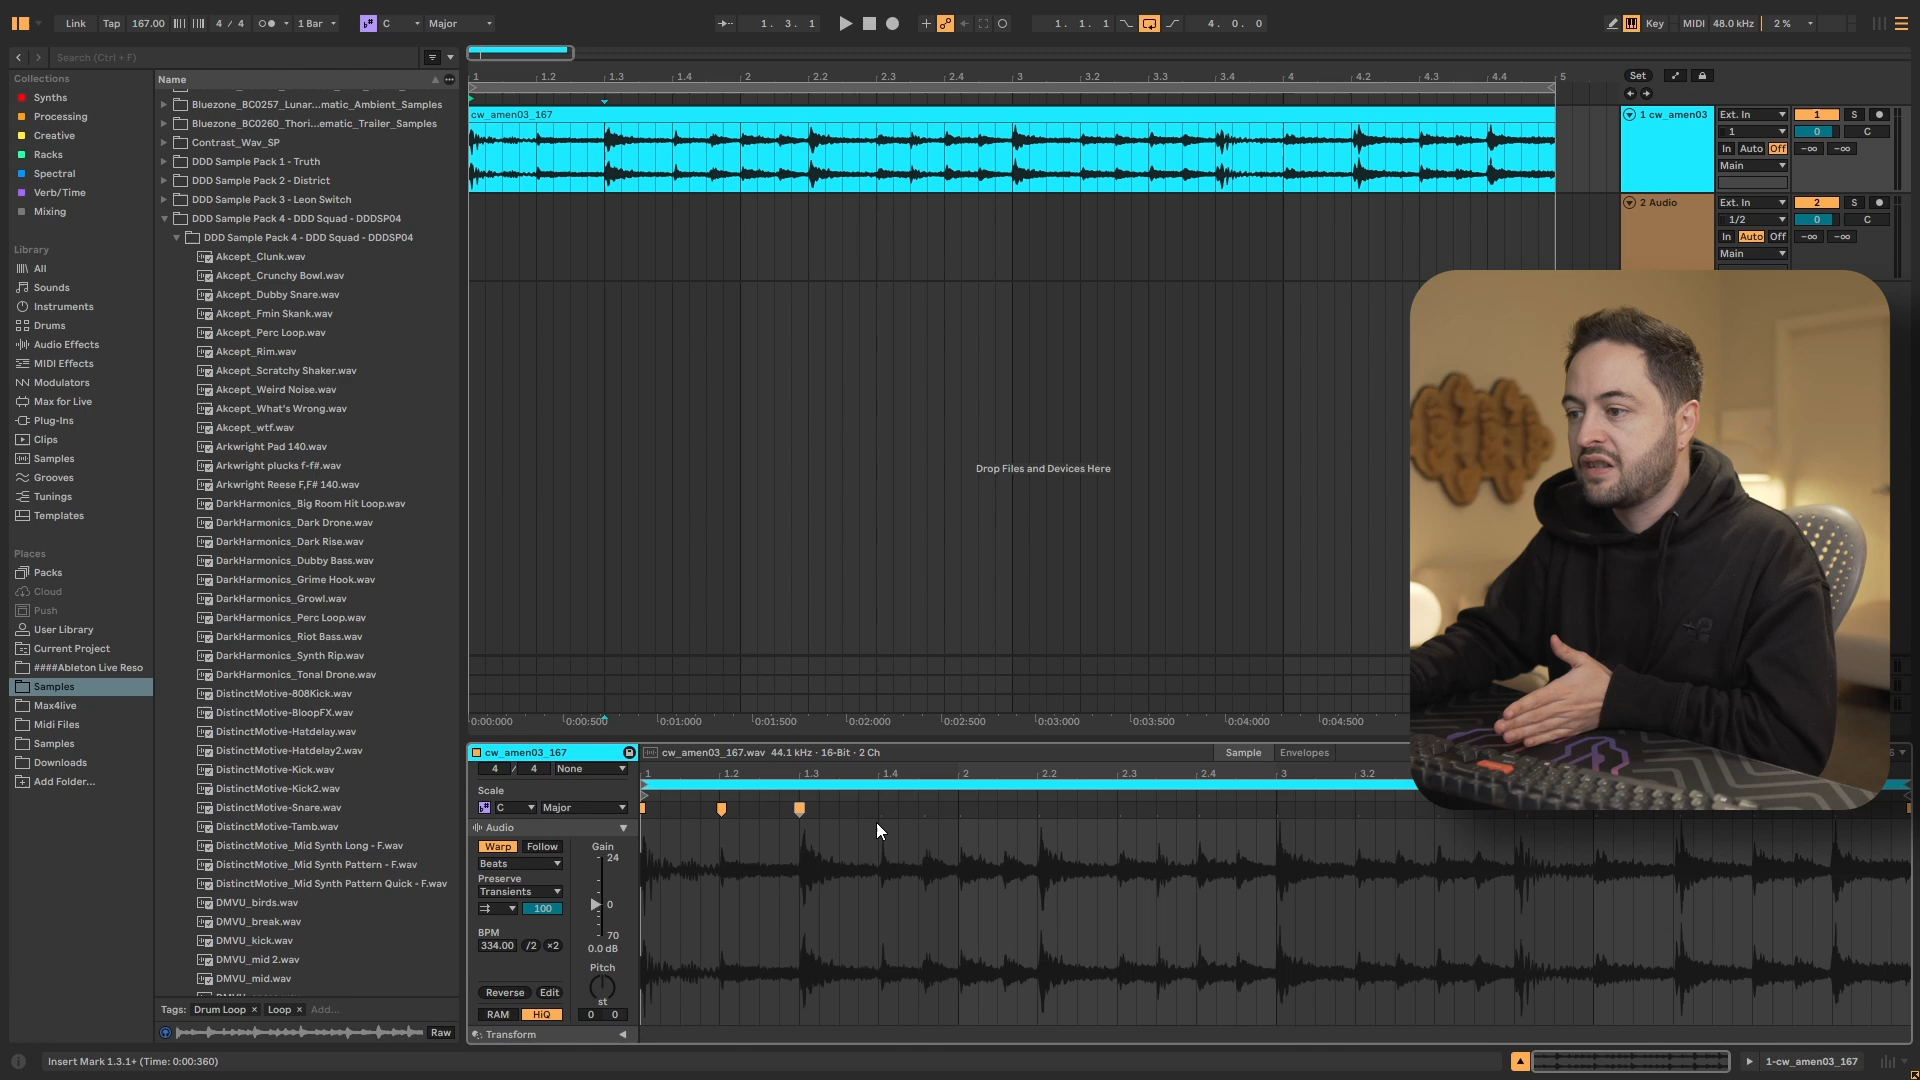 Link Tap 167.00 4 / 4 1 Bar C Major 1. 3. 1 1. 1. 1 4. 0. 0 Key MIDI 48.0 kHz 2 %
Search (Ctrl + F)
Collections
Synths
Processing
Creative
Racks
Spectral
Verb/Time
Mixing
Library
All
Sounds
Instruments
Drums
Audio Effects
MIDI Effects
Modulators
Max for Live
Plug-Ins
Clips
Samples
Grooves
Tunings
Templates
Places
Packs
Cloud
Push
User Library
Current Project
####Ableton Live Reso
Samples
Max4live
Midi Files
Samples
Downloads
Add Folder...
Name
Bluezone_BC0257_Lunar...matic_Ambient_Samples
Bluezone_BC0260_Thori...ematic_Trailer_Samples
Contrast_Wav_SP
DDD Sample Pack 1 - Truth
DDD Sample Pack 2 - District
DDD Sample Pack 3 - Leon Switch
DDD Sample Pack 4 - DDD Squad - DDDSP04
DDD Sample Pack 4 - DDD Squad - DDDSP04
Akcept_Clunk.wav
Akcept_Crunchy Bowl.wav
Akcept_Dubby Snare.wav
Akcept_Fmin Skank.wav
Akcept_Perc Loop.wav
Akcept_Rim.wav
Akcept_Scratchy Shaker.wav
Akcept_Weird Noise.wav
Akcept_What's Wrong.wav
Akcept_wtf.wav
Arkwright Pad 140.wav
Arkwright plucks f-f#.wav
Arkwright Reese F,F# 140.wav
DarkHarmonics_Big Room Hit Loop.wav
DarkHarmonics_Dark Drone.wav
DarkHarmonics_Dark Rise.wav
DarkHarmonics_Dubby Bass.wav
DarkHarmonics_Grime Hook.wav
DarkHarmonics_Growl.wav
DarkHarmonics_Perc Loop.wav
DarkHarmonics_Riot Bass.wav
DarkHarmonics_Synth Rip.wav
DarkHarmonics_Tonal Drone.wav
DistinctMotive-808Kick.wav
DistinctMotive-BloopFX.wav
DistinctMotive-Hatdelay.wav
DistinctMotive-Hatdelay2.wav
DistinctMotive-Kick.wav
DistinctMotive-Kick2.wav
DistinctMotive-Snare.wav
DistinctMotive-Tamb.wav
DistinctMotive_Mid Synth Long - F.wav
DistinctMotive_Mid Synth Pattern - F.wav
DistinctMotive_Mid Synth Pattern Quick - F.wav
DMVU_birds.wav
DMVU_break.wav
DMVU_kick.wav
DMVU_mid 2.wav
DMVU_mid.wav
Tags: Drum Loop × Loop × Add...
Raw
1 1.2 1.3 1.4 2 2.2 2.3 2.4 3 3.2 3.3 3.4 4 4.2 4.3 4.4 5
Set
cw_amen03_167
1 cw_amen03 Ext. In 1 S
1 0 C
In Auto Off -∞ -∞
Main
2 Audio Ext. In 2 S
1/2 0 C
In Auto Off -∞ -∞
Main
Drop Files and Devices Here
0:00:000 0:00:500 0:01:000 0:01:500 0:02:000 0:02:500 0:03:000 0:03:500 0:04:000 0:04:500
cw_amen03_167
cw_amen03_167.wav 44.1 kHz · 16-Bit · 2 Ch Sample Envelopes
4 / 4 None
1 1.2 1.3 1.4 2 2.2 2.3 2.4 3 3.2
Scale
C Major
Audio
Warp Follow Gain
Beats 24
Preserve
Transients
100 0
BPM 70
334.00 /2 ×2 0.0 dB
Pitch
Reverse Edit st
RAM HiQ 0 0
Transform
Insert Mark 1.3.1+ (Time: 0:00:360)
1-cw_amen03_167